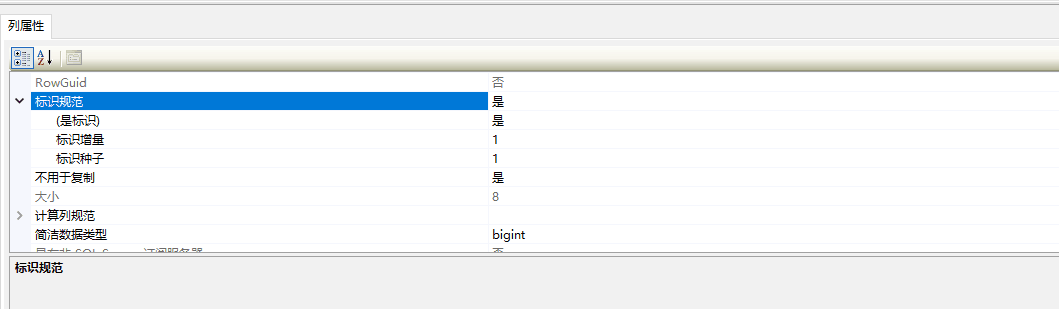 列属性
RowGuid 否
标识规范 是
(是标识) 是
标识增量 1
标识种子 1
不用于复制 是
大小 8
计算列规范
简洁数据类型 bigint
标识规范